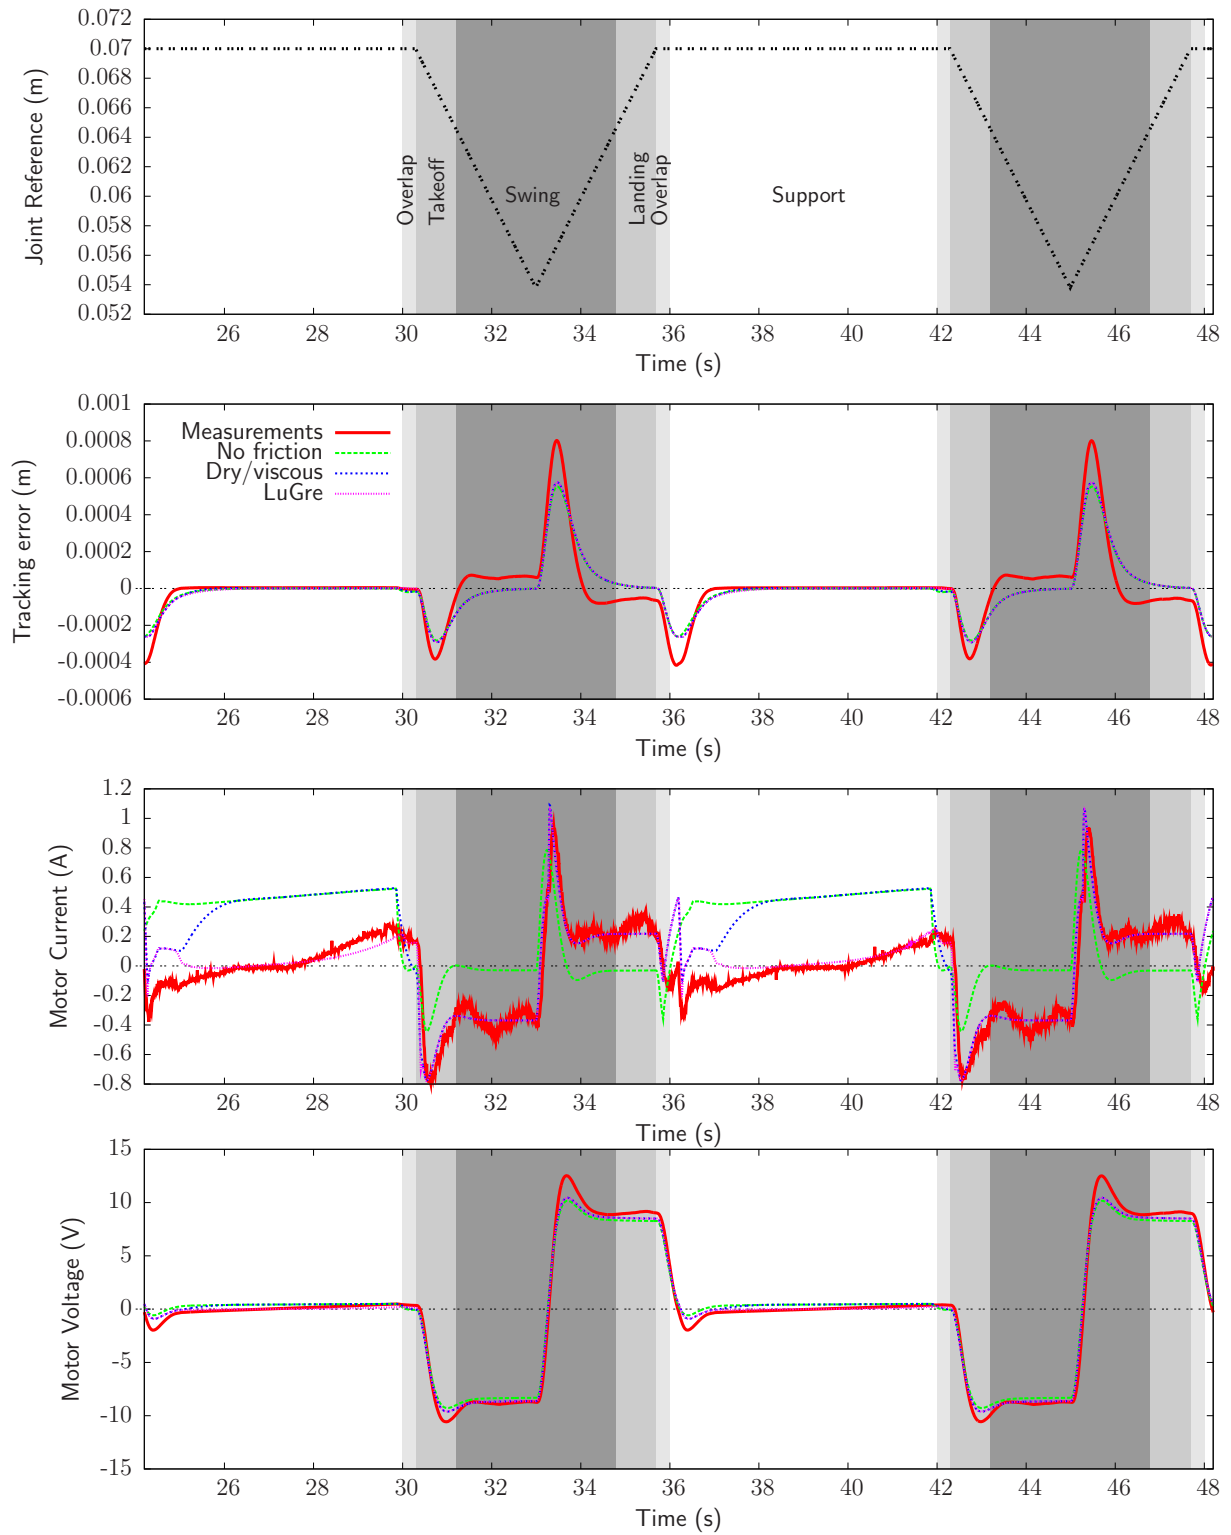 0.072
0.07
0.068
0.066
0.064
0.062
0.06
0.058
0.056
0.054
0.052
Joint Reference (m)
Overlap
Takeoff
Swing
Landing
Overlap
Support
26 28 30 32 34 36 38 40 42 44 46 48
Time (s)
0.001
0.0008
0.0006
0.0004
0.0002
0
-0.0002
-0.0004
-0.0006
Tracking error (m)
Measurements
No friction
Dry/viscous
LuGre
26 28 30 32 34 36 38 40 42 44 46 48
Time (s)
1.2
1
0.8
0.6
0.4
0.2
0
-0.2
-0.4
-0.6
-0.8
Motor Current (A)
26 28 30 32 34 36 38 40 42 44 46 48
Time (s)
15
10
5
0
-5
-10
-15
Motor Voltage (V)
26 28 30 32 34 36 38 40 42 44 46 48
Time (s)